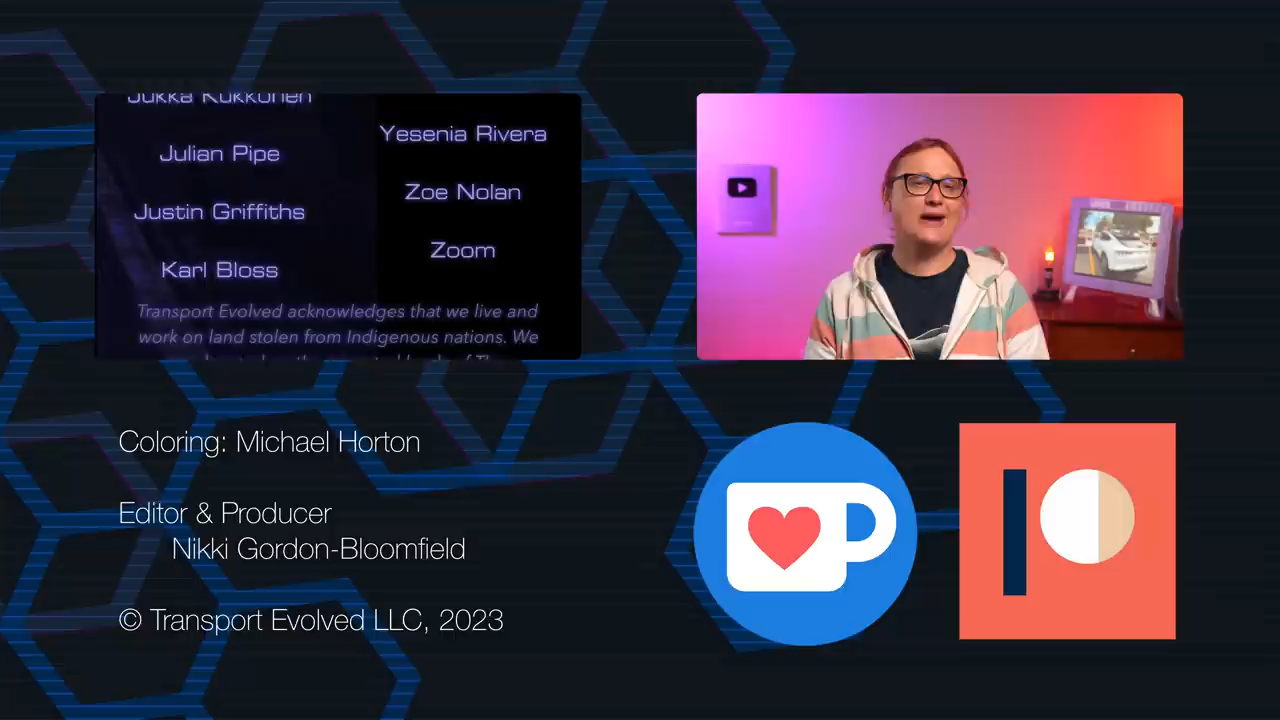 Jukka Kukkonen
Julian Pipe
Justin Griffiths
Karl Bloss
Yesenia Rivera
Zoe Nolan
Zoom
Transport Evolved acknowledges that we live and
work on land stolen from Indigenous nations. We
Coloring: Michael Horton
Editor & Producer
Nikki Gordon-Bloomfield
© Transport Evolved LLC, 2023